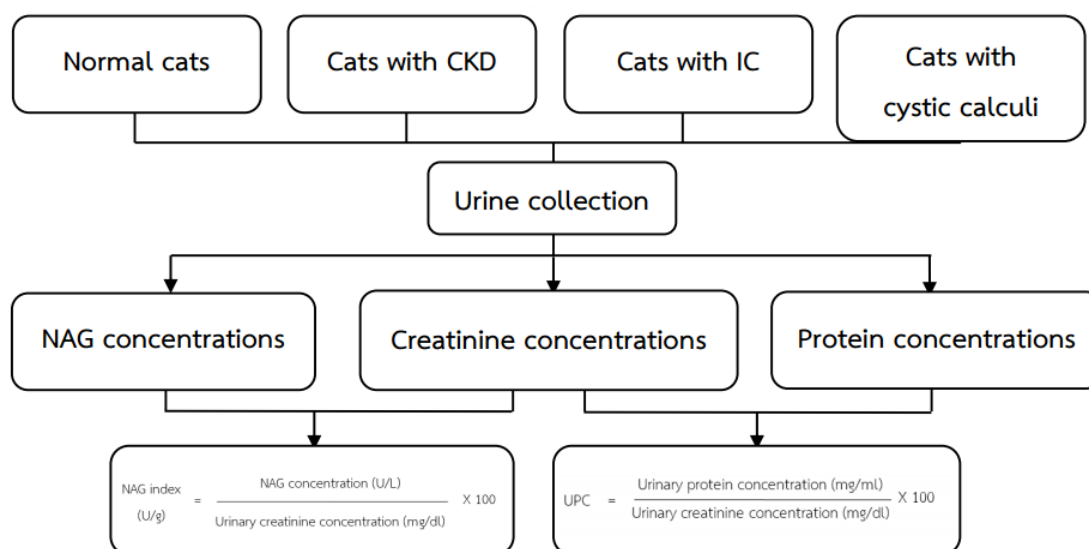 Normal cats
Cats with CKD
Cats with IC
Cats with
cystic calculi
Urine collection
NAG concentrations
Creatinine concentrations
Protein concentrations
NAG index
(U/g)
=
NAG concentration (U/L)
Urinary creatinine concentration (mg/dl)
X 100
UPC =
Urinary protein concentration (mg/ml)
Urinary creatinine concentration (mg/dl)
X 100